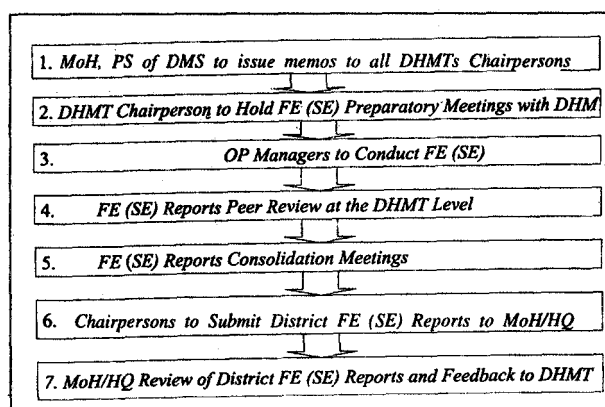 1. MoH, PS of DMS to issue memos to all DHMTs Chairpersons
2. DHMT Chairperson to Hold FE (SE) Preparatory Meetings with DHM
3. OP Managers to Conduct FE (SE)
4. FE (SE) Reports Peer Review at the DHMT Level
5. FE (SE) Reports Consolidation Meetings
6. Chairpersons to Submit District FE (SE) Reports to MoH/HQ
7. MoH/HQ Review of District FE (SE) Reports and Feedback to DHMT